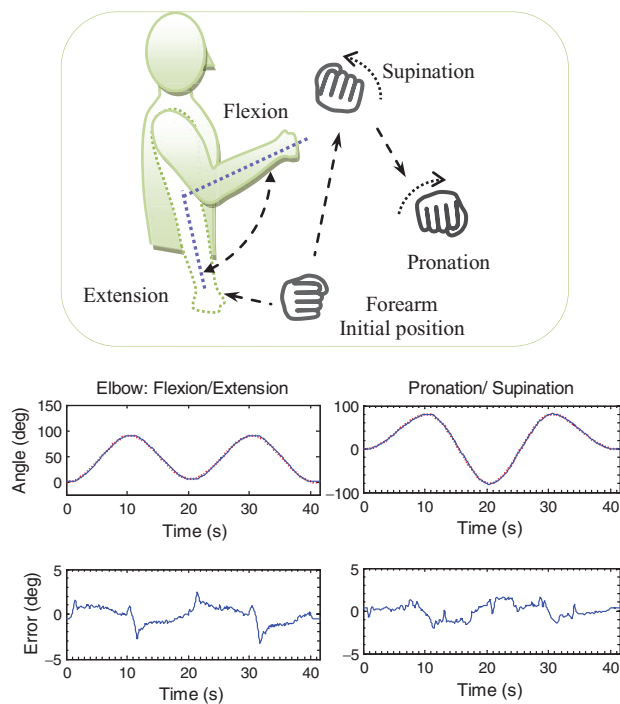 Supination
Flexion
Pronation
Extension
Forearm
Initial position
Elbow: Flexion/Extension
Angle (deg)
150
100
50
0
0 10 20 30 40
Time (s)
Pronation/ Supination
100
−100
0 10 20 30 40
Time (s)
Error (deg)
5
0
−5
0 10 20 30 40
Time (s)
5
0
−5
0 10 20 30 40
Time (s)